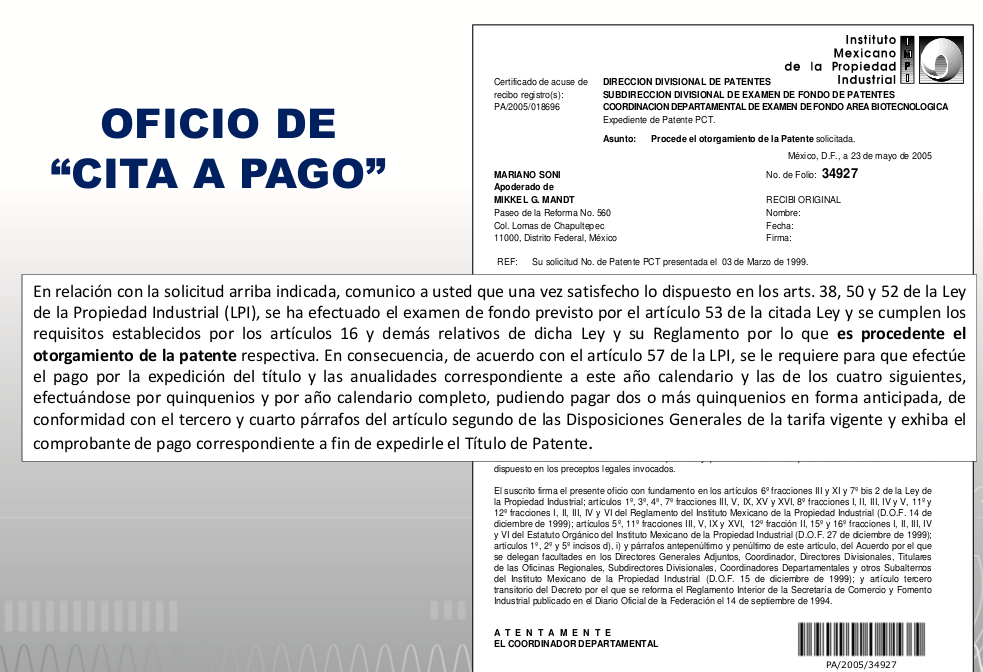 OFICIO DE
“CITA A PAGO”
Instituto
Mexicano
de la Propiedad
Industrial
I
M
P
I
Certificado de acuse de
recibo registro(s):
PA/2005/018696
DIRECCION DIVISIONAL DE PATENTES
SUBDIRECCION DIVISIONAL DE EXAMEN DE FONDO DE PATENTES
COORDINACION DEPARTAMENTAL DE EXAMEN DE FONDO AREA BIOTECNOLOGICA
Expediente de Patente PCT.
Asunto: Procede el otorgamiento de la Patente solicitada.
México, D.F., a 23 de mayo de 2005
No. de Folio: 34927
MARIANO SONI
Apoderado de
MIKKEL G. MANDT
Paseo de la Reforma No. 560
Col. Lomas de Chapultepec
11000, Distrito Federal, México
RECIBI ORIGINAL
Nombre:
Fecha:
Firma:
REF: Su solicitud No. de Patente PCT presentada el 03 de Marzo de 1999.
En relación con la solicitud arriba indicada, comunico a usted que una vez satisfecho lo dispuesto en los arts. 38, 50 y 52 de la Ley
de la Propiedad Industrial (LPI), se ha efectuado el examen de fondo previsto por el artículo 53 de la citada Ley y se cumplen los
requisitos establecidos por los artículos 16 y demás relativos de dicha Ley y su Reglamento por lo que es procedente el
otorgamiento de la patente respectiva. En consecuencia, de acuerdo con el artículo 57 de la LPI, se le requiere para que efectúe
el pago por la expedición del título y las anualidades correspondiente a este año calendario y las de los cuatro siguientes,
efectuándose por quinquenios y por año calendario completo, pudiendo pagar dos o más quinquenios en forma anticipada, de
conformidad con el tercero y cuarto párrafos del artículo segundo de las Disposiciones Generales de la tarifa vigente y exhiba el
comprobante de pago correspondiente a fin de expedirle el Título de Patente.
dispuesto en los preceptos legales invocados.
El suscrito firma el presente oficio con fundamento en los artículos 6º fracciones III y XI y 7º bis 2 de la Ley de
la Propiedad Industrial; artículos 1º, 3º, 4º, 7º fracciones III, V, IX, XV y XVI, 8º fracciones I, II, III, IV y V, 11º y
12º fracciones I, II, III, IV y VI del Reglamento del Instituto Mexicano de la Propiedad Industrial (D.O.F. 14 de
diciembre de 1999); artículos 5º, 11º fracciones III, V, IX y XVI, 12º fracción II, 15º y 16º fracciones I, II, III, IV
y VI del Estatuto Orgánico del Instituto Mexicano de la Propiedad Industrial (D.O.F. 27 de diciembre de 1999);
artículos 1º, 2º y 5º incisos d), i) y párrafos antepenúltimo y penúltimo de este artículo, del Acuerdo por el que
se delegan facultades en los Directores Generales Adjuntos, Coordinador, Directores Divisionales, Titulares
de las Oficinas Regionales, Subdirectores Divisionales, Coordinadores Departamentales y otros Subalternos
del Instituto Mexicano de la Propiedad Industrial (D.O.F. 15 de diciembre de 1999); y artículo tercero
transitorio del Decreto por el que se reforma el Reglamento Interior de la Secretaría de Comercio y Fomento
Industrial publicado en el Diario Oficial de la Federación el 14 de septiembre de 1994.
A T E N T A M E N T E
EL COORDINADOR DEPARTAMENTAL
PA/2005/34927